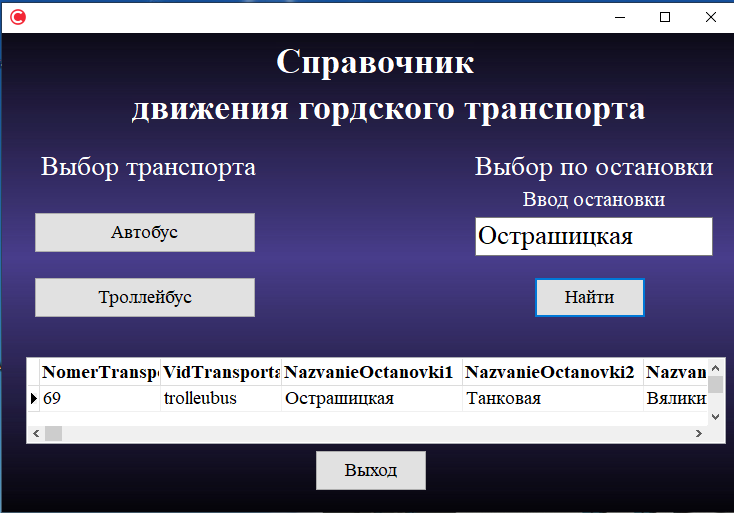 Справочник
движения гордского транспорта
Выбор транспорта
Выбор по остановки
Ввод остановки
Автобус
Острашицкая
Троллейбус
Найти
NomerTranspo VidTransporta NazvanieOctanovki1 NazvanieOctanovki2 Nazvan
69 trolleubus Острашицкая Танковая Вялики
Выход